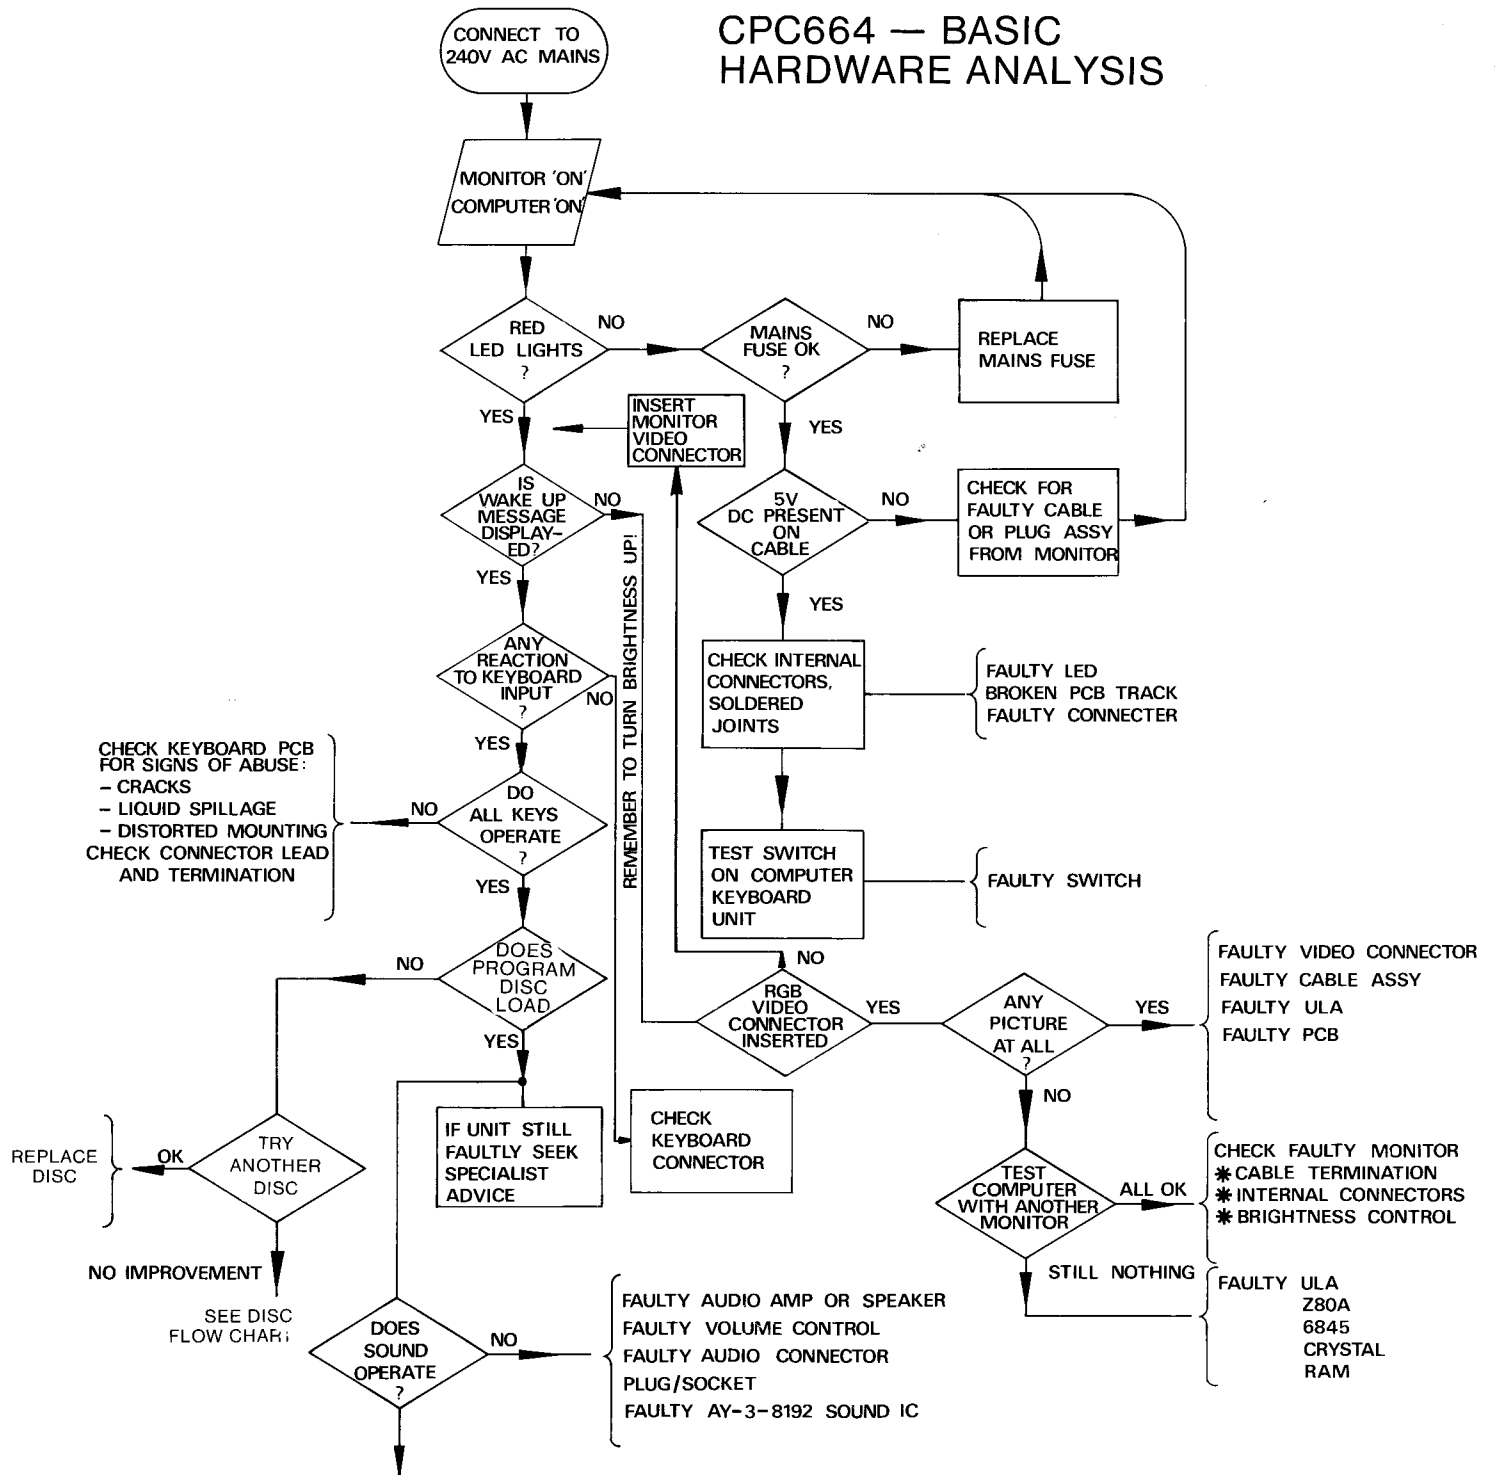 CPC664 — BASIC
HARDWARE ANALYSIS
CONNECT TO
240V AC MAINS
MONITOR 'ON'
COMPUTER 'ON'
RED
LED LIGHTS
?
NO
MAINS
FUSE OK
?
NO
REPLACE
MAINS FUSE
YES
INSERT
MONITOR
VIDEO
CONNECTOR
YES
IS
WAKE UP
MESSAGE
DISPLAY-
ED?
NO
5V
DC PRESENT
ON
CABLE
NO
CHECK FOR
FAULTY CABLE
OR PLUG ASSY
FROM MONITOR
YES
REMEMBER TO TURN BRIGHTNESS UP!
YES
ANY
REACTION
TO KEYBOARD
INPUT
?
NO
CHECK INTERNAL
CONNECTORS,
SOLDERED
JOINTS
FAULTY LED
BROKEN PCB TRACK
FAULTY CONNECTER
YES
CHECK KEYBOARD PCB
FOR SIGNS OF ABUSE:
– CRACKS
– LIQUID SPILLAGE
– DISTORTED MOUNTING
CHECK CONNECTOR LEAD
AND TERMINATION
NO
DO
ALL KEYS
OPERATE
?
TEST SWITCH
ON COMPUTER
KEYBOARD
UNIT
FAULTY SWITCH
YES
NO
DOES
PROGRAM
DISC
LOAD
NO
RGB
VIDEO
CONNECTOR
INSERTED
YES
ANY
PICTURE
AT ALL
?
YES
FAULTY VIDEO CONNECTOR
FAULTY CABLE ASSY
FAULTY ULA
FAULTY PCB
YES
NO
IF UNIT STILL
FAULTLY SEEK
SPECIALIST
ADVICE
CHECK
KEYBOARD
CONNECTOR
REPLACE
DISC
OK
TRY
ANOTHER
DISC
TEST
COMPUTER
WITH ANOTHER
MONITOR
ALL OK
CHECK FAULTY MONITOR
✱ CABLE TERMINATION
✱ INTERNAL CONNECTORS
✱ BRIGHTNESS CONTROL
NO IMPROVEMENT
SEE DISC
FLOW CHART
STILL NOTHING
FAULTY ULA
Z80A
6845
CRYSTAL
RAM
DOES
SOUND
OPERATE
?
NO
FAULTY AUDIO AMP OR SPEAKER
FAULTY VOLUME CONTROL
FAULTY AUDIO CONNECTOR
PLUG/SOCKET
FAULTY AY-3-8192 SOUND IC